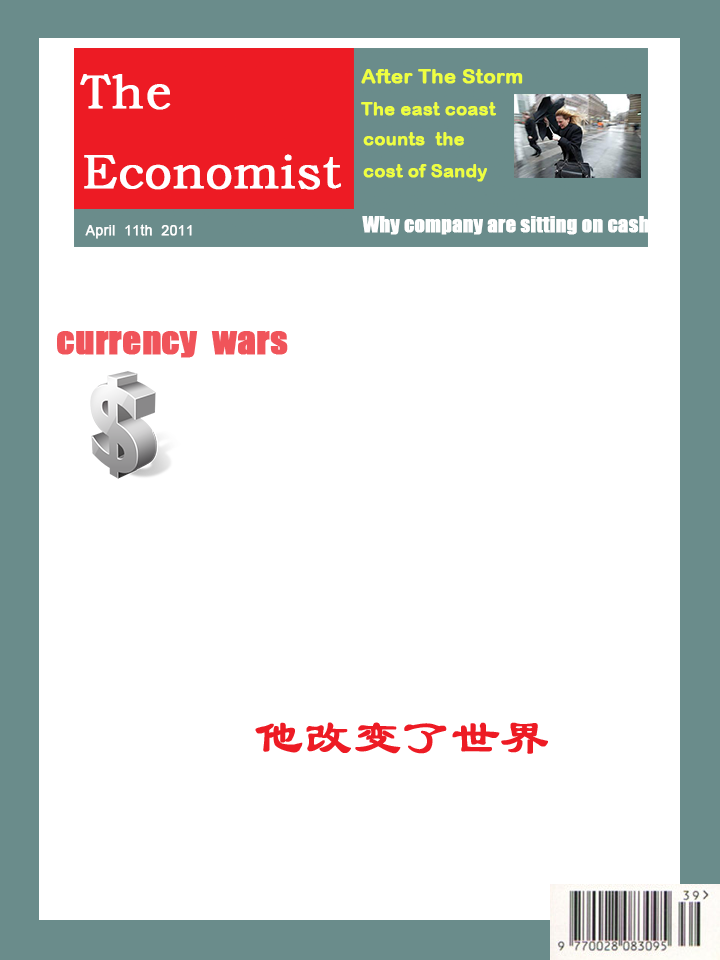 The
Economist
April 11th 2011
After The Storm
The east coast
counts the
cost of Sandy
Why company are sitting on cash
currency wars
$
他改变了世界
39>
9 770028 083095